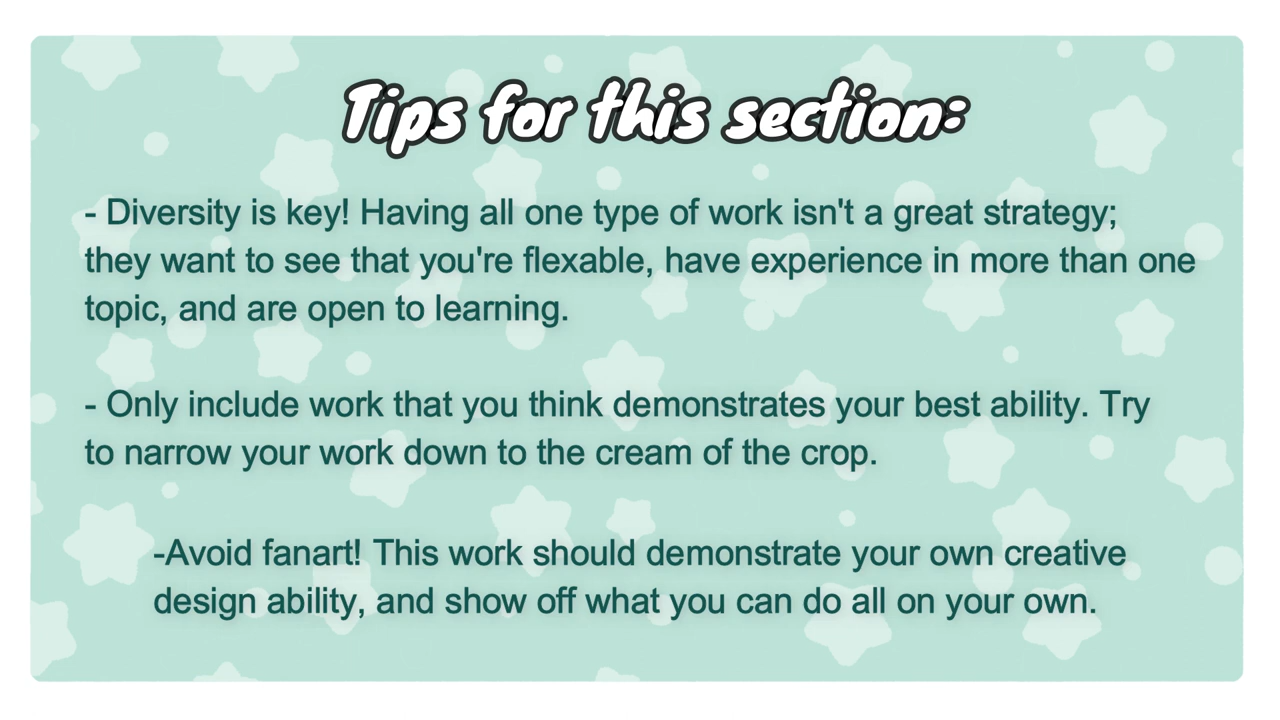 Tips for this section:
- Diversity is key! Having all one type of work isn't a great strategy;
they want to see that you're flexable, have experience in more than one
topic, and are open to learning.
- Only include work that you think demonstrates your best ability. Try
to narrow your work down to the cream of the crop.
-Avoid fanart! This work should demonstrate your own creative
design ability, and show off what you can do all on your own.